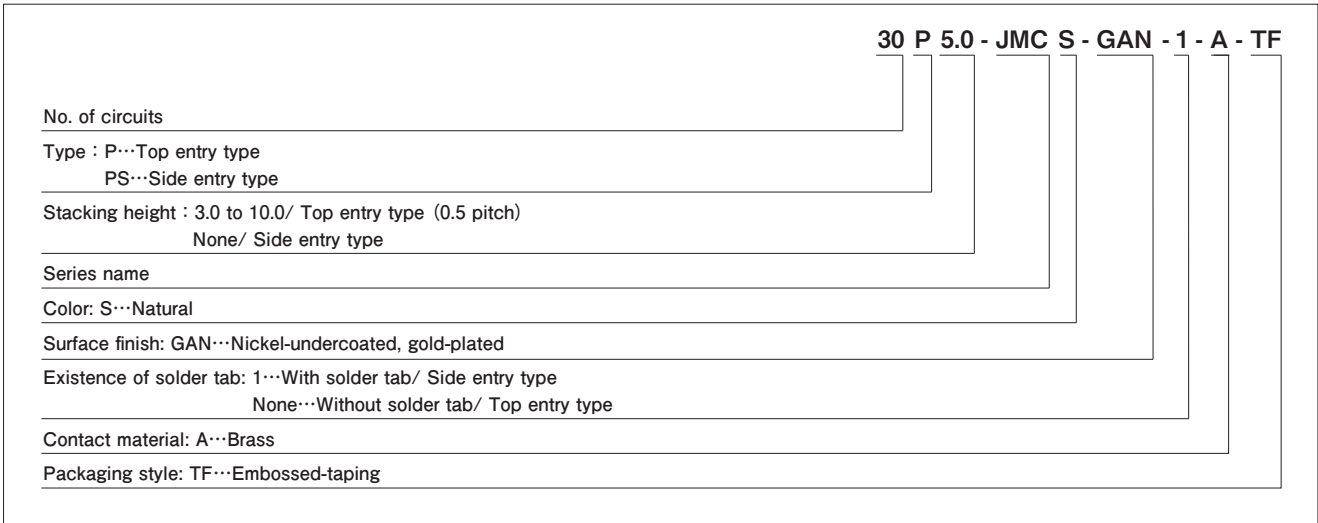 30 P 5.0 - JMC S - GAN - 1 - A - TF
No. of circuits
Type : P…Top entry type
PS…Side entry type
Stacking height : 3.0 to 10.0/ Top entry type (0.5 pitch)
None/ Side entry type
Series name
Color: S…Natural
Surface finish: GAN…Nickel-undercoated, gold-plated
Existence of solder tab: 1…With solder tab/ Side entry type
None…Without solder tab/ Top entry type
Contact material: A…Brass
Packaging style: TF…Embossed-taping